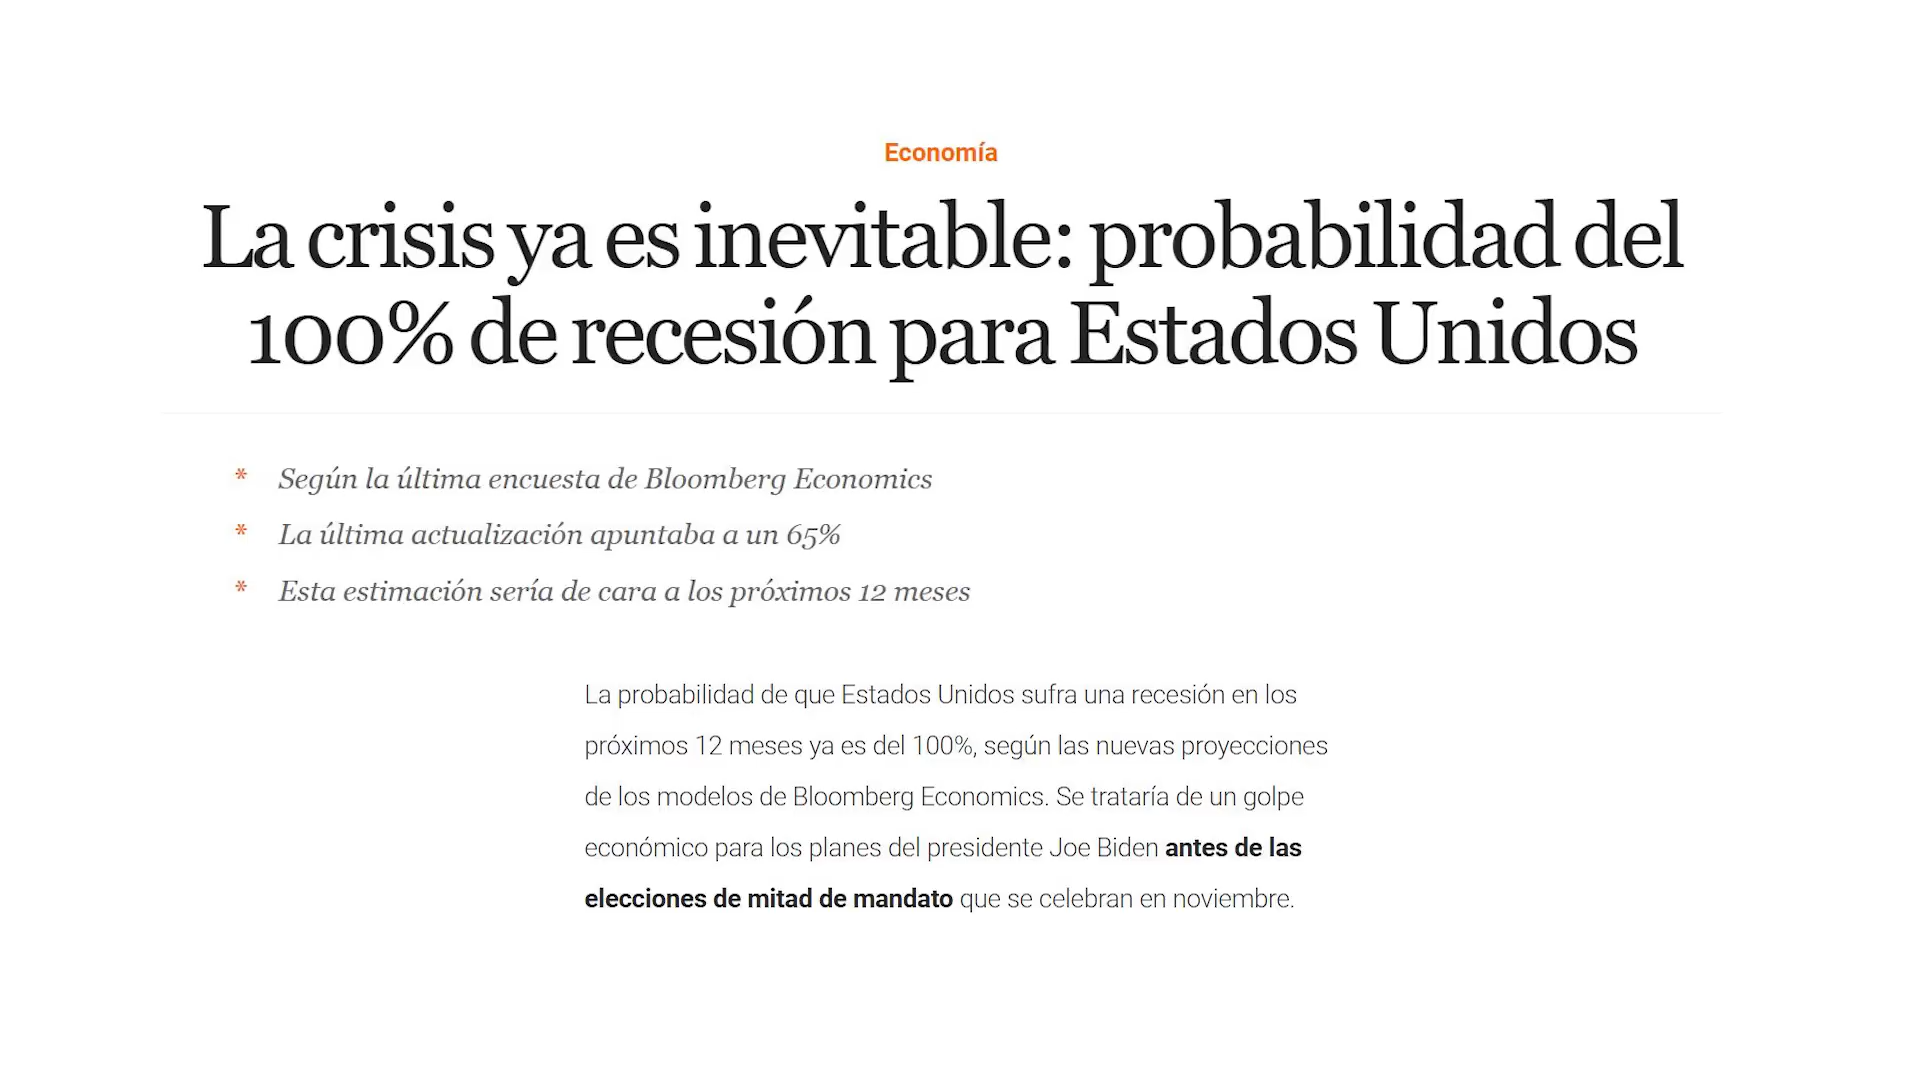 Economía
La crisis ya es inevitable: probabilidad del
100% de recesión para Estados Unidos
* Según la última encuesta de Bloomberg Economics
* La última actualización apuntaba a un 65%
* Esta estimación sería de cara a los próximos 12 meses
La probabilidad de que Estados Unidos sufra una recesión en los
próximos 12 meses ya es del 100%, según las nuevas proyecciones
de los modelos de Bloomberg Economics. Se trataría de un golpe
económico para los planes del presidente Joe Biden antes de las
elecciones de mitad de mandato que se celebran en noviembre.